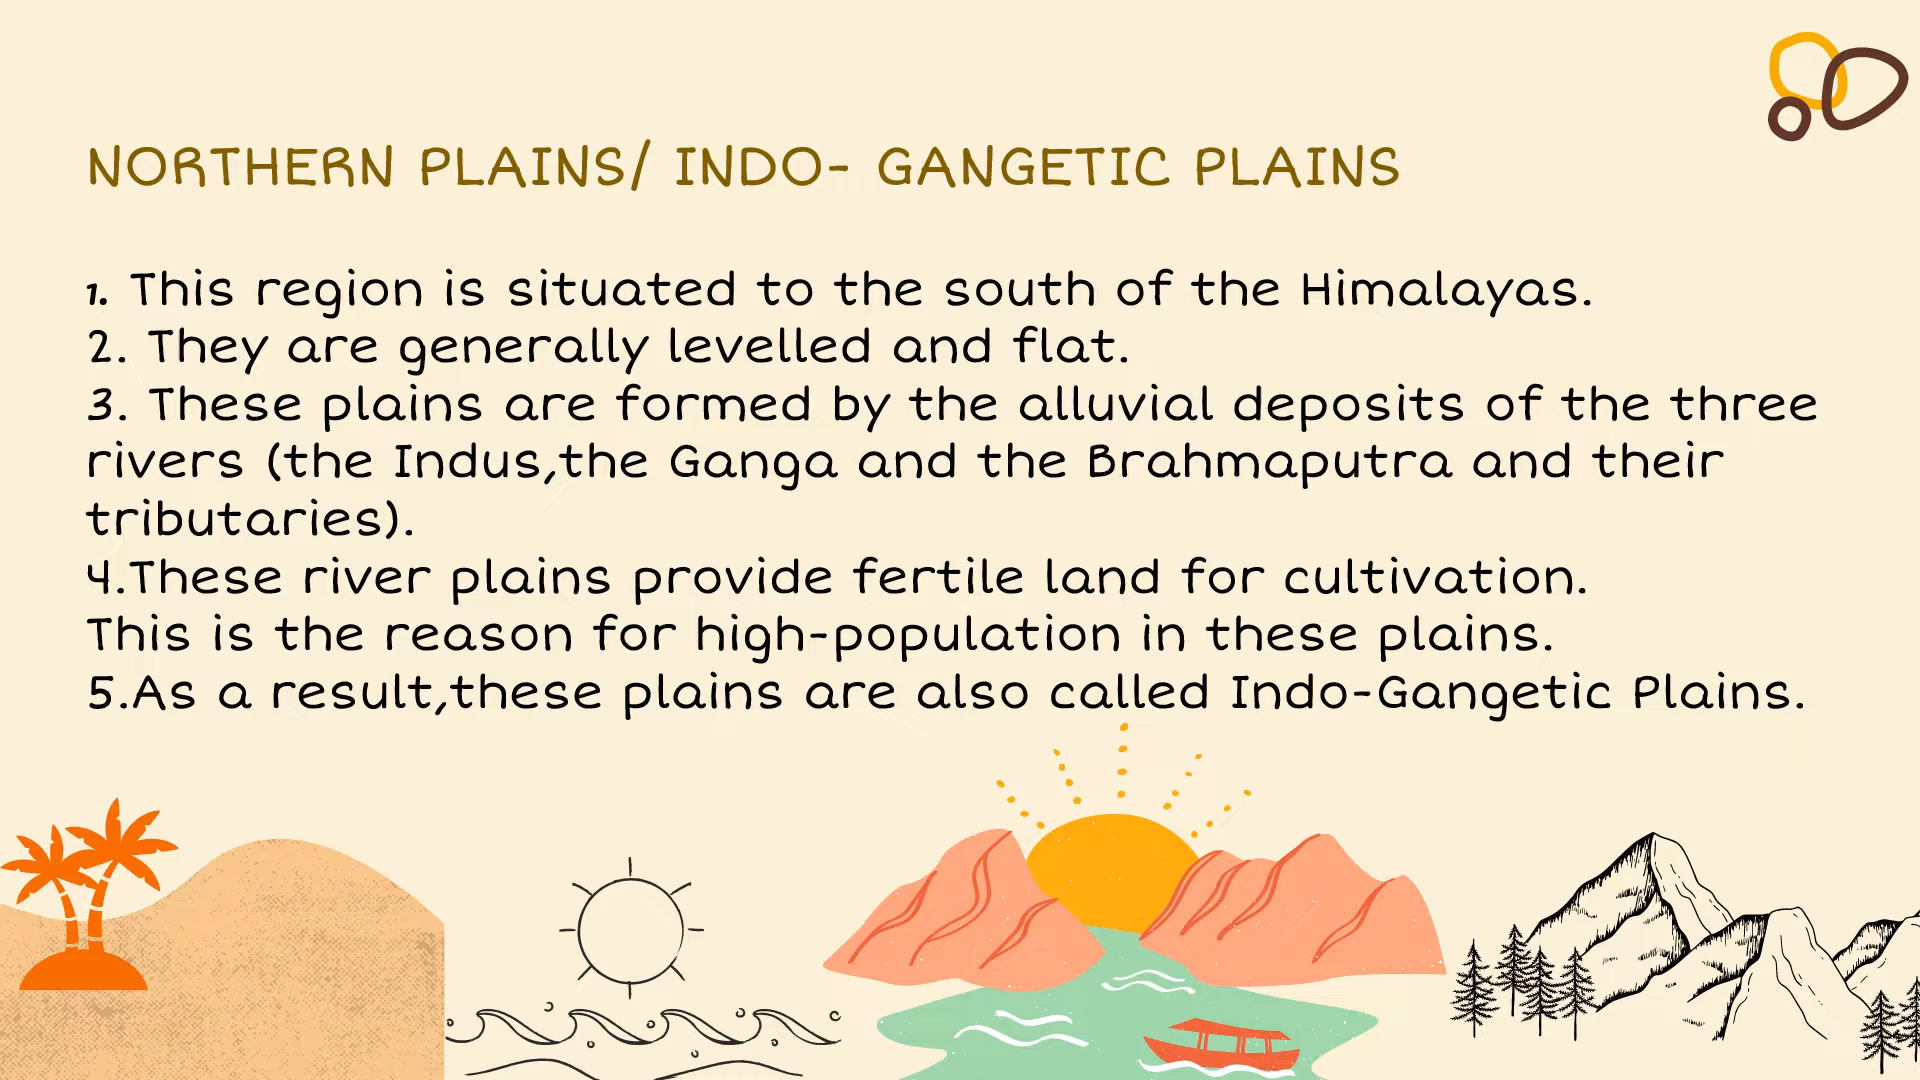 NORTHERN PLAINS/ INDO- GANGETIC PLAINS
1. This region is situated to the south of the Himalayas.
2. They are generally levelled and flat.
3. These plains are formed by the alluvial deposits of the three
rivers (the Indus,the Ganga and the Brahmaputra and their
tributaries).
4.These river plains provide fertile land for cultivation.
This is the reason for high-population in these plains.
5.As a result,these plains are also called Indo-Gangetic Plains.